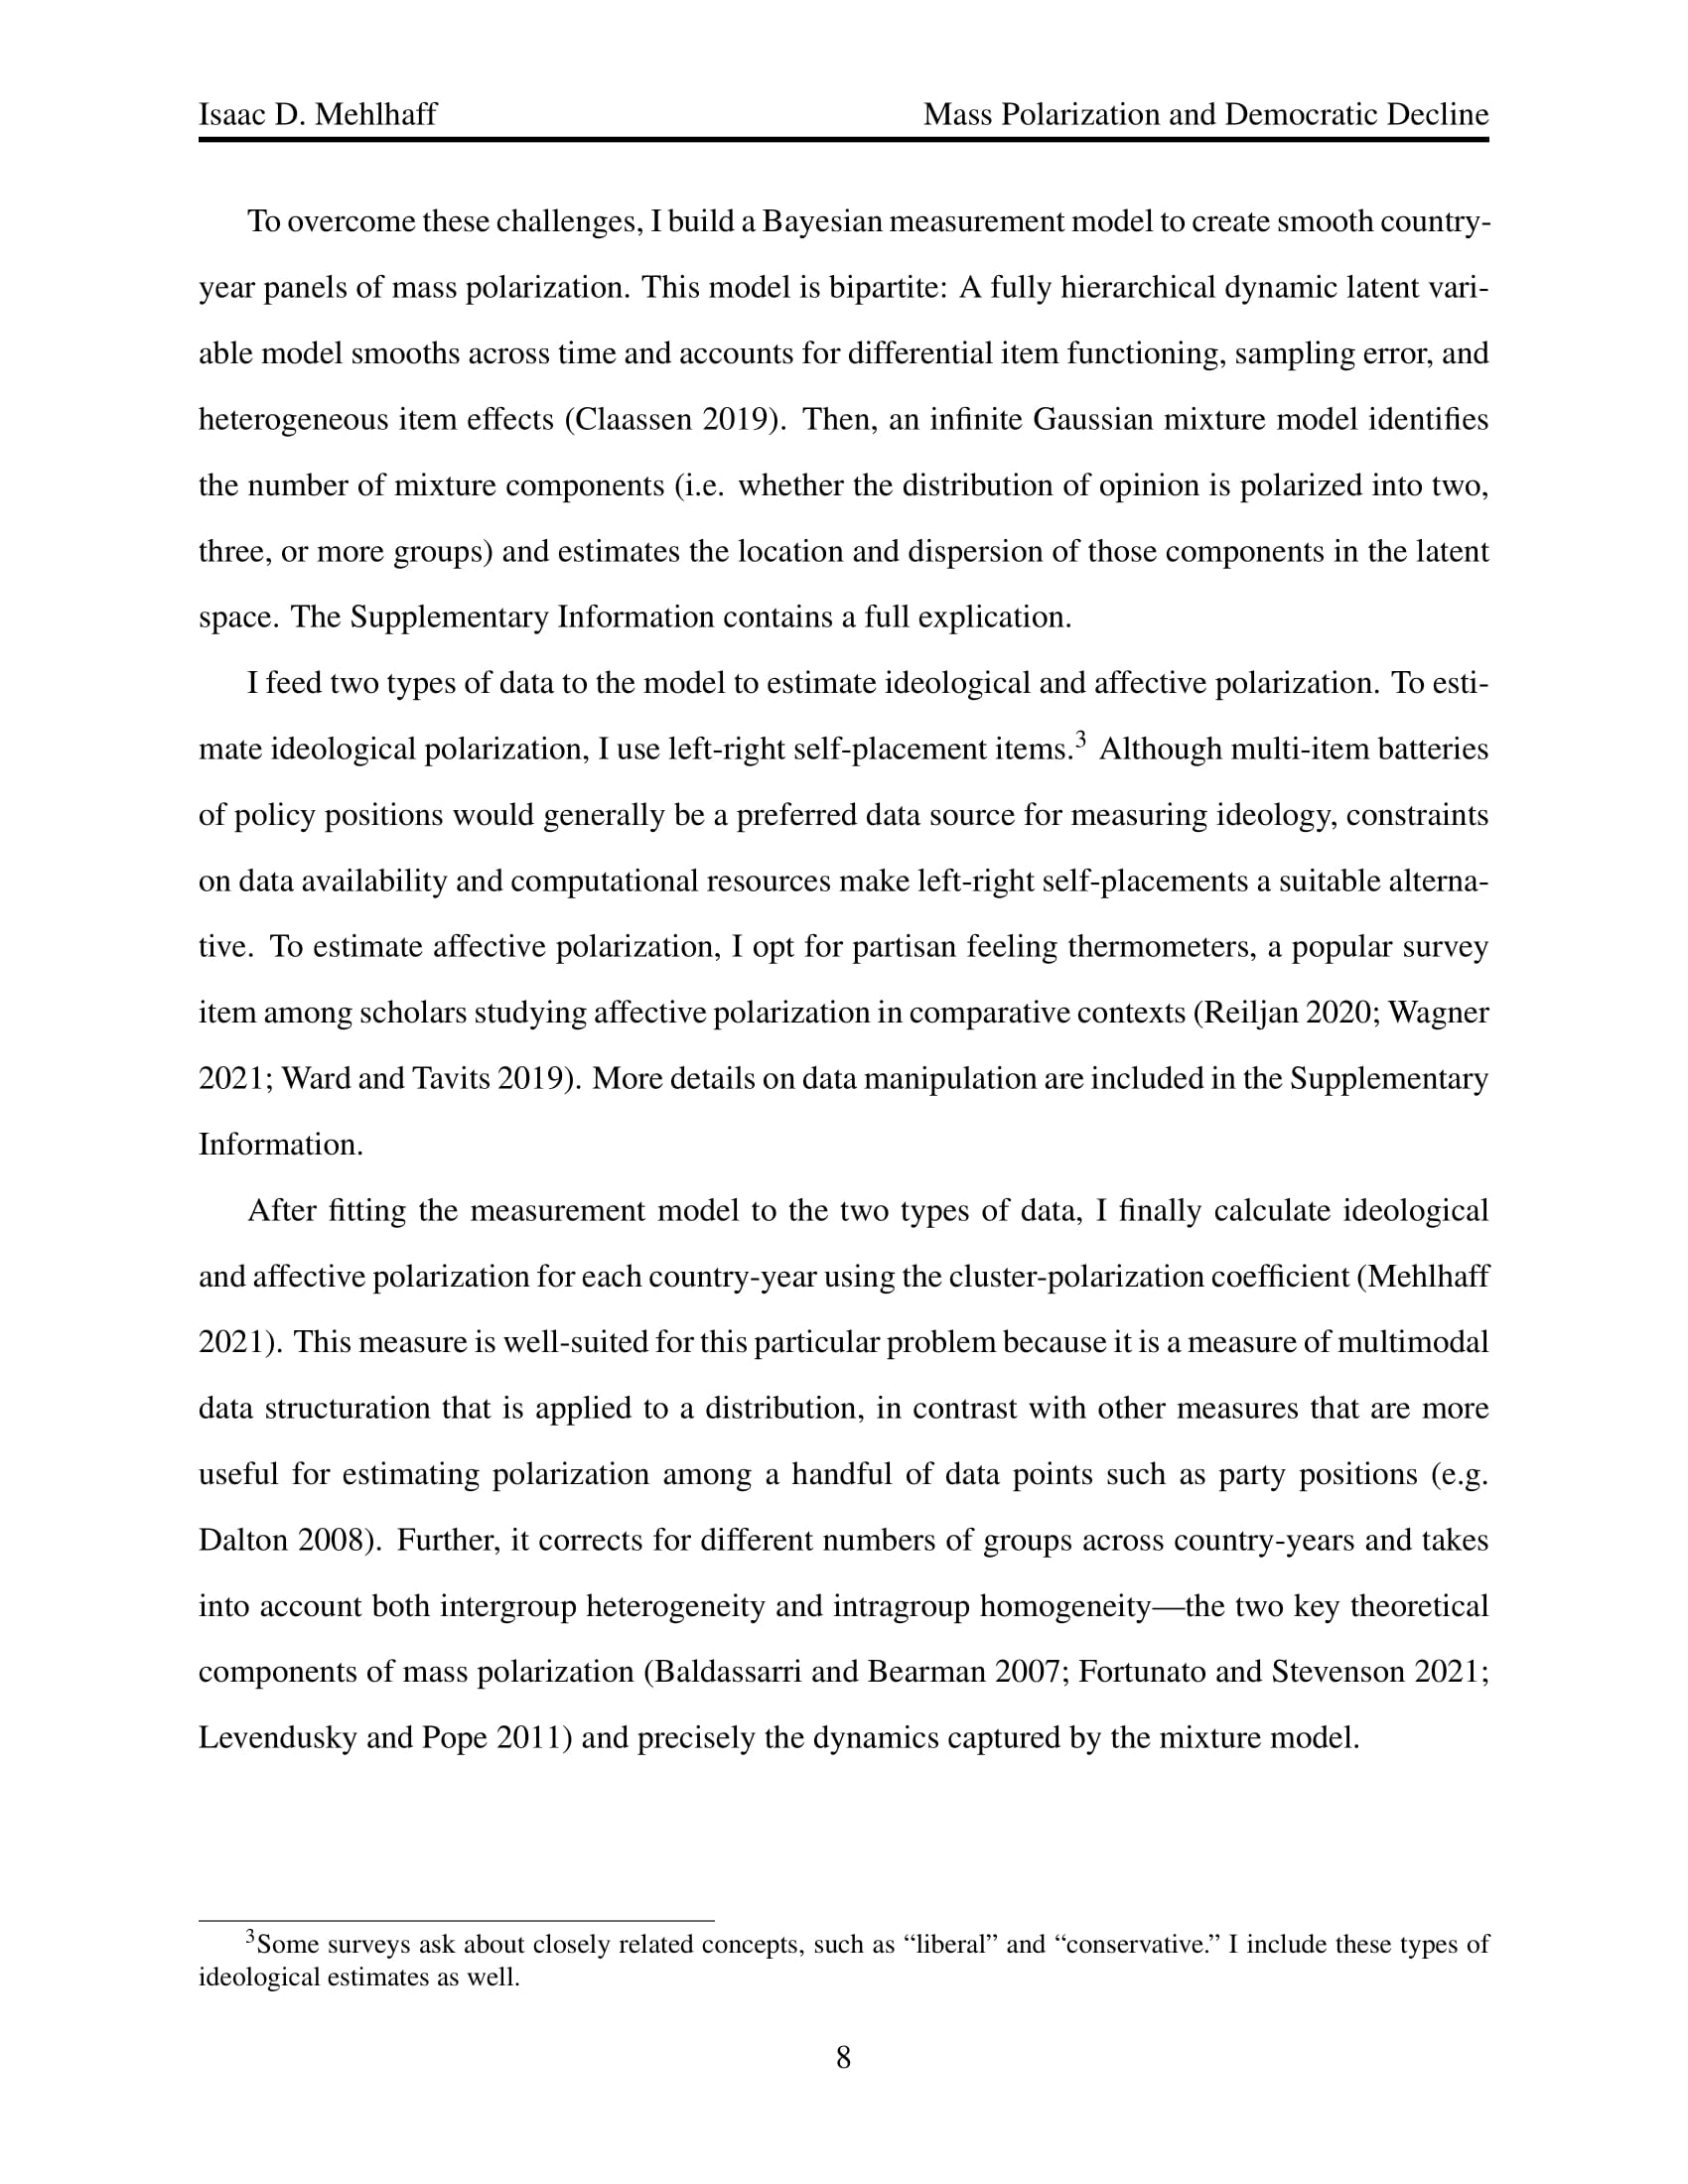 Isaac D. Mehlhaff Mass Polarization and Democratic Decline
To overcome these challenges, I build a Bayesian measurement model to create smooth country-
year panels of mass polarization. This model is bipartite: A fully hierarchical dynamic latent vari-
able model smooths across time and accounts for differential item functioning, sampling error, and
heterogeneous item effects (Claassen 2019). Then, an infinite Gaussian mixture model identifies
the number of mixture components (i.e. whether the distribution of opinion is polarized into two,
three, or more groups) and estimates the location and dispersion of those components in the latent
space. The Supplementary Information contains a full explication.
I feed two types of data to the model to estimate ideological and affective polarization. To esti-
mate ideological polarization, I use left-right self-placement items.3 Although multi-item batteries
of policy positions would generally be a preferred data source for measuring ideology, constraints
on data availability and computational resources make left-right self-placements a suitable alterna-
tive. To estimate affective polarization, I opt for partisan feeling thermometers, a popular survey
item among scholars studying affective polarization in comparative contexts (Reiljan 2020; Wagner
2021; Ward and Tavits 2019). More details on data manipulation are included in the Supplementary
Information.
After fitting the measurement model to the two types of data, I finally calculate ideological
and affective polarization for each country-year using the cluster-polarization coefficient (Mehlhaff
2021). This measure is well-suited for this particular problem because it is a measure of multimodal
data structuration that is applied to a distribution, in contrast with other measures that are more
useful for estimating polarization among a handful of data points such as party positions (e.g.
Dalton 2008). Further, it corrects for different numbers of groups across country-years and takes
into account both intergroup heterogeneity and intragroup homogeneity—the two key theoretical
components of mass polarization (Baldassarri and Bearman 2007; Fortunato and Stevenson 2021;
Levendusky and Pope 2011) and precisely the dynamics captured by the mixture model.
3Some surveys ask about closely related concepts, such as “liberal” and “conservative.” I include these types of
ideological estimates as well.
8